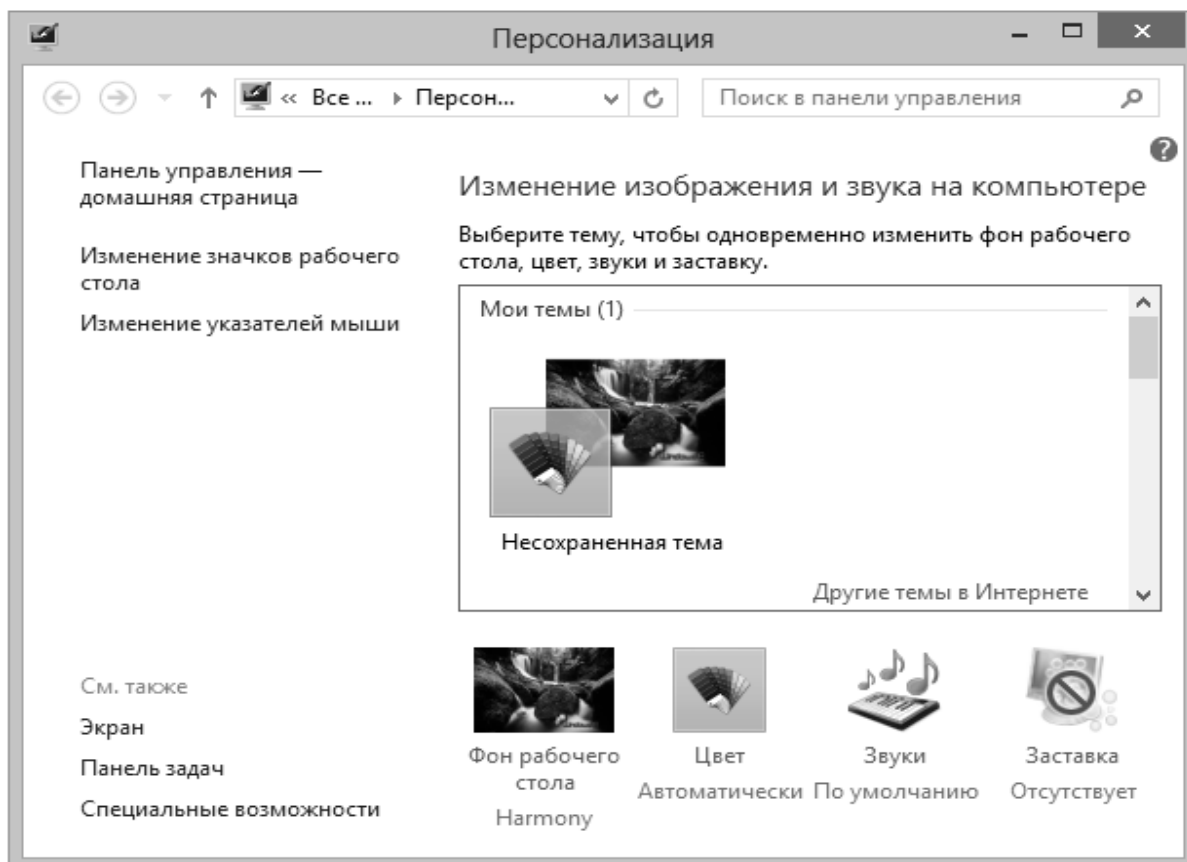 Персонализация
« Все ... Персон...
Поиск в панели управления
Панель управления —
домашняя страница
Изменение значков рабочего
стола
Изменение указателей мыши
Изменение изображения и звука на компьютере
Выберите тему, чтобы одновременно изменить фон рабочего
стола, цвет, звуки и заставку.
Мои темы (1)
Несохраненная тема
Другие темы в Интернете
См. также
Экран
Панель задач
Специальные возможности
Фон рабочего
стола
Harmony
Цвет
Автоматически
Звуки
По умолчанию
Заставка
Отсутствует